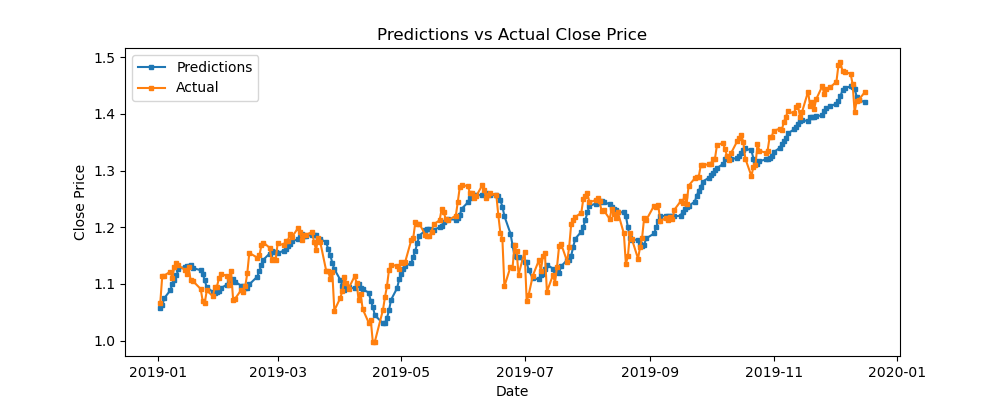 Predictions vs Actual Close Price
Predictions
Actual
Close Price
1.5
1.4
1.3
1.2
1.1
1.0
2019-01
2019-03
2019-05
2019-07
2019-09
2019-11
2020-01
Date